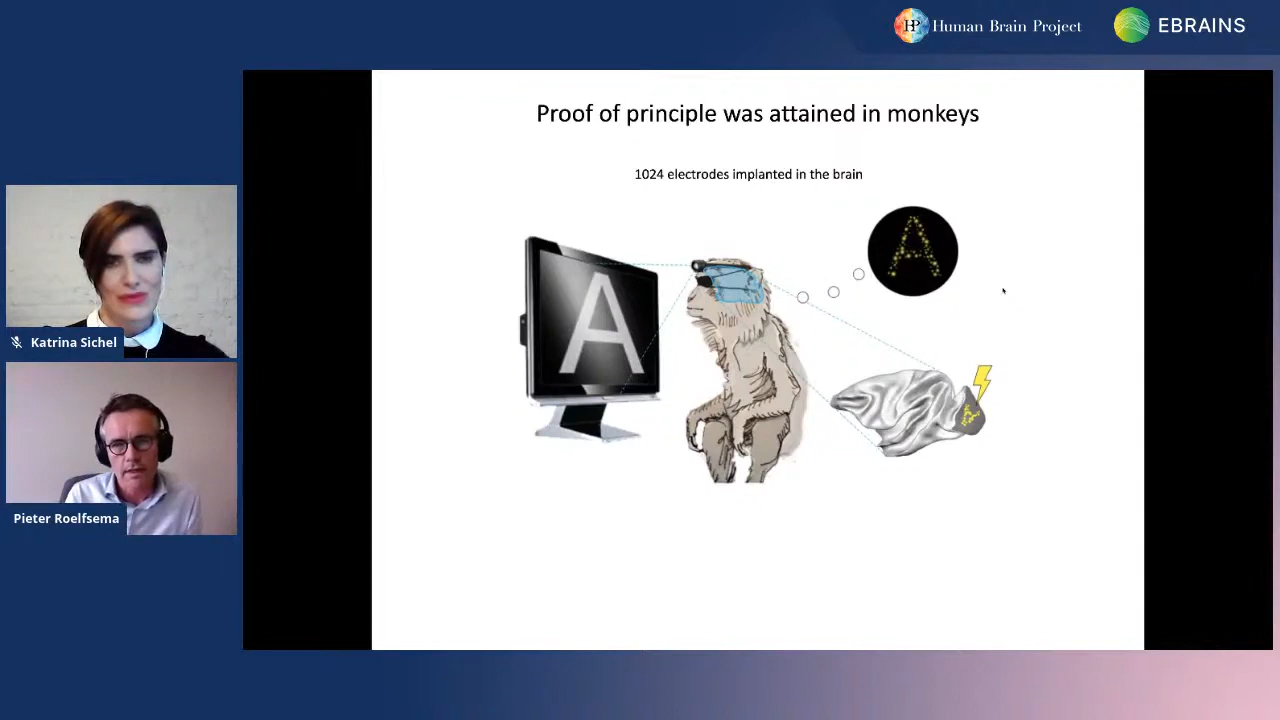 HP Human Brain Project
EBRAINS
Proof of principle was attained in monkeys
1024 electrodes implanted in the brain
A
A
Katrina Sichel
Pieter Roelfsema